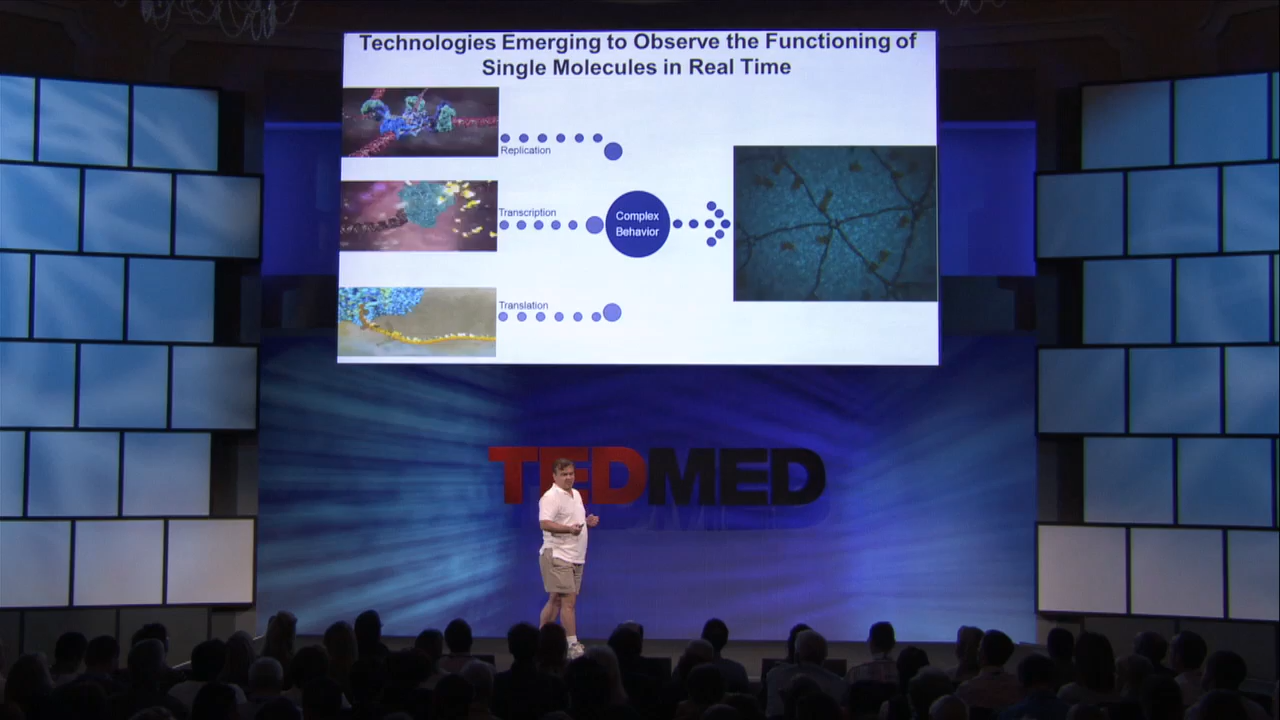 Technologies Emerging to Observe the Functioning of
Single Molecules in Real Time
Replication
Transcription
Complex
Behavior
Translation
TEDMED